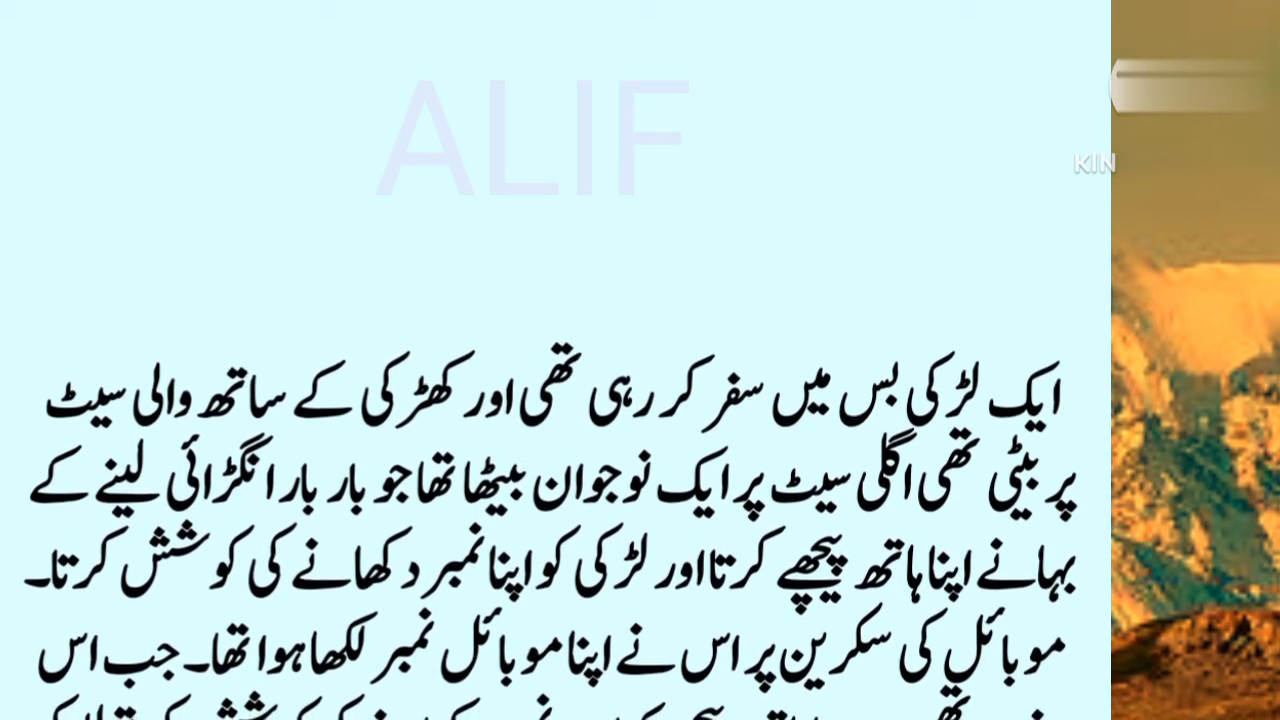 ALIF
KIN
ایک لڑکی بس میں سفر کر رہی تھی اور کھڑکی کے ساتھ والی سیٹ
پر بیٹی تھی اگلی سیٹ پر ایک نوجوان بیٹھا تھا جو بار بار انگڑائی لینے کے
بہانے اپنا ہاتھ پیچھے کرتا اور لڑکی کو اپنا نمبر دکھانے کی کوشش کرتا۔
موبائل کی سکرین پر اس نے اپنا موبائل نمبر لکھا ہوا تھا۔ جب اس